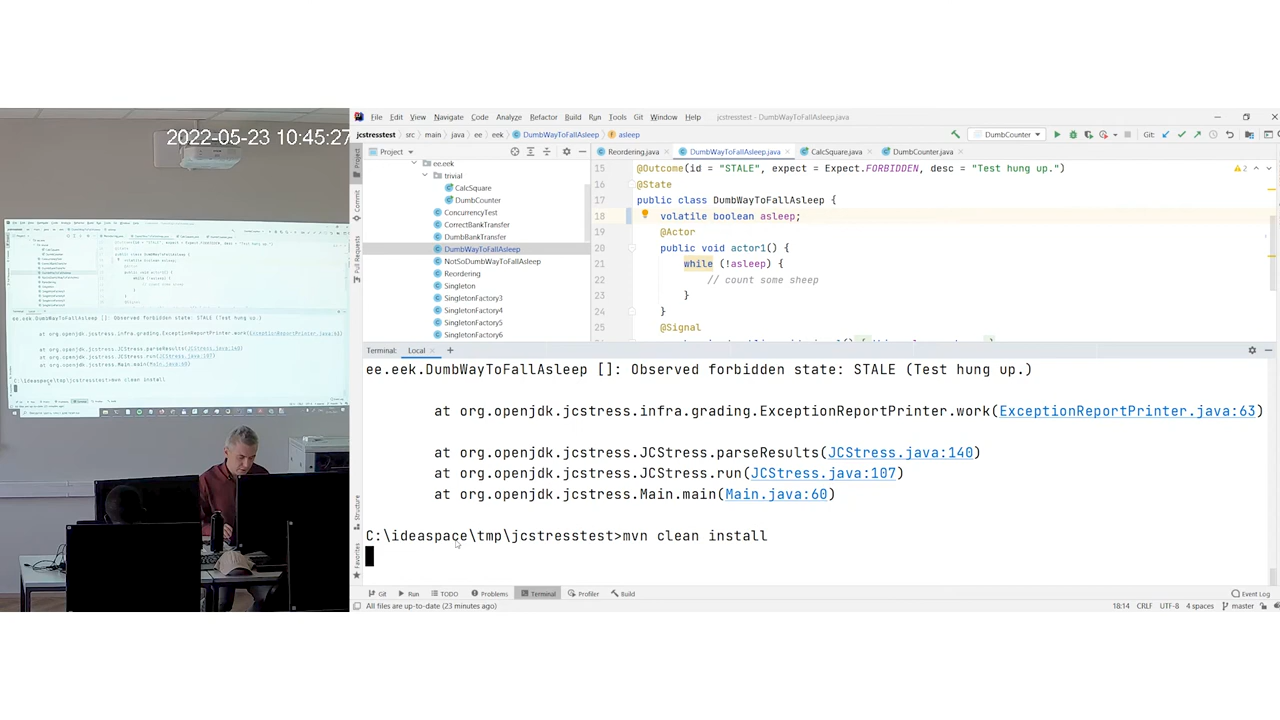 2022-05-23 10:45:27
File Edit View Navigate Code Analyze Refactor Build Run Tools Git Window Help jcstresstest - DumbWayToFallAsleep.java
jcstresstest src main java ee eek DumbWayToFallAsleep asleep DumbCounter Git:
Project
Reordering.java DumbWayToFallAsleep.java CalcSquare.java DumbCounter.java
ee.eek
trivial
CalcSquare
DumbCounter
ConcurrencyTest
CorrectBankTransfer
DumbBankTransfer
DumbWayToFallAsleep
NotSoDumbWayToFallAsleep
Reordering
Singleton
SingletonFactory3
SingletonFactory4
SingletonFactory5
SingletonFactory6
15 @Outcome(id = "STALE", expect = Expect.FORBIDDEN, desc = "Test hung up.")
16 @State
17 public class DumbWayToFallAsleep {
18 volatile boolean asleep;
19 @Actor
20 public void actor1() {
21 while (!asleep) {
22 // count some sheep
23 }
24 }
25 @Signal
2
Project
Commit
Pull Requests
Structure
Favorites
Terminal: Local +
ee.eek.DumbWayToFallAsleep []: Observed forbidden state: STALE (Test hung up.)
at org.openjdk.jcstress.infra.grading.ExceptionReportPrinter.work(ExceptionReportPrinter.java:63)
at org.openjdk.jcstress.JCStress.parseResults(JCStress.java:140)
at org.openjdk.jcstress.JCStress.run(JCStress.java:107)
at org.openjdk.jcstress.Main.main(Main.java:60)
C:\ideaspace\tmp\jcstresstest>mvn clean install
Git Run TODO Problems Terminal Profiler Build Event Log
All files are up-to-date (23 minutes ago) 18:14 CRLF UTF-8 4 spaces master